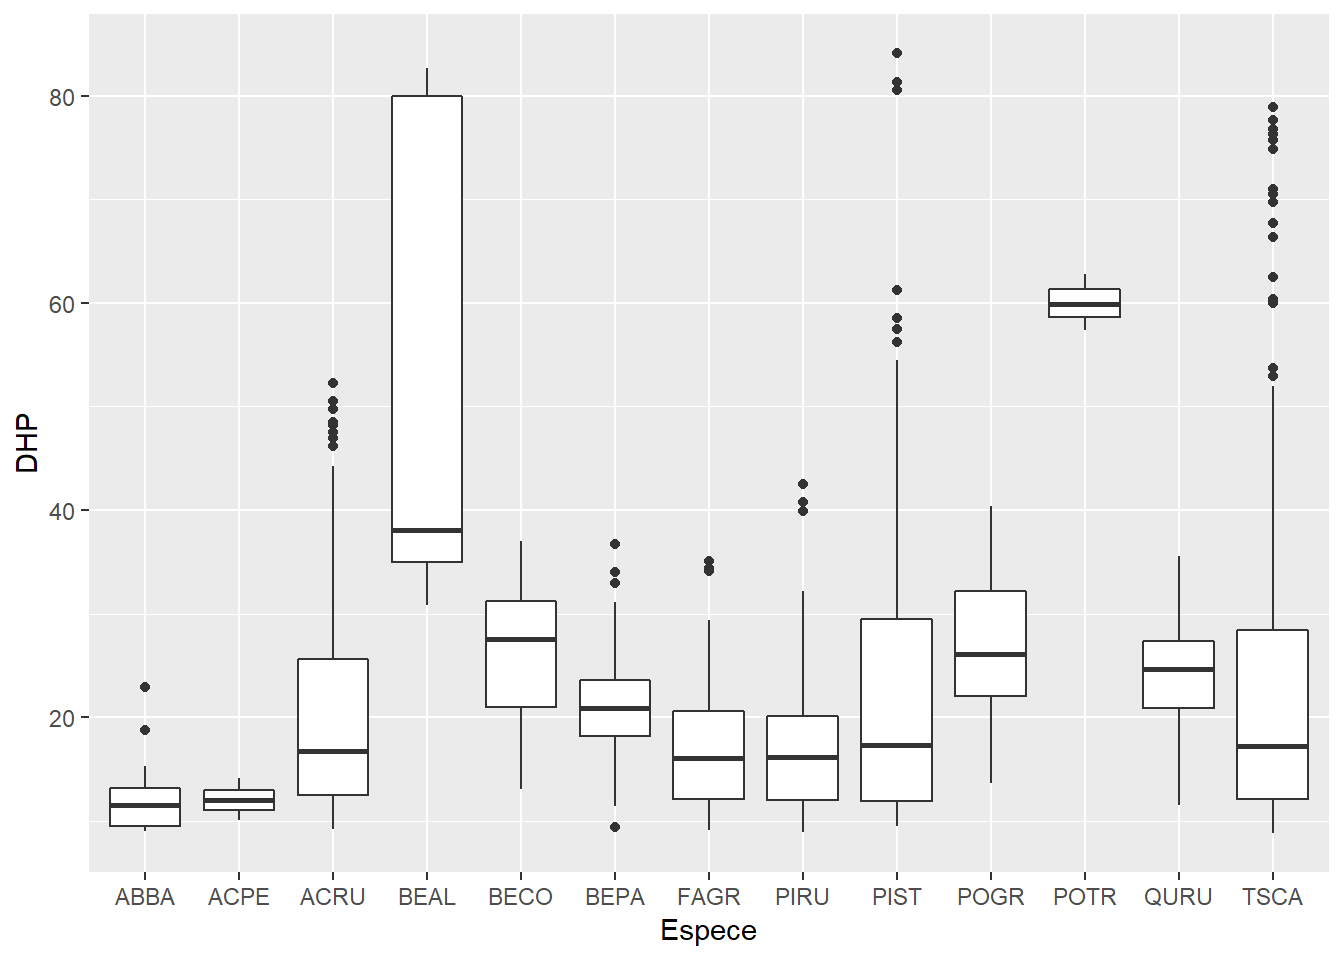 80
60
40
20
DHP
ABBA ACPE ACRU BEAL BECO BEPA FAGR PIRU PIST POGR POTR QURU TSCA
Espece